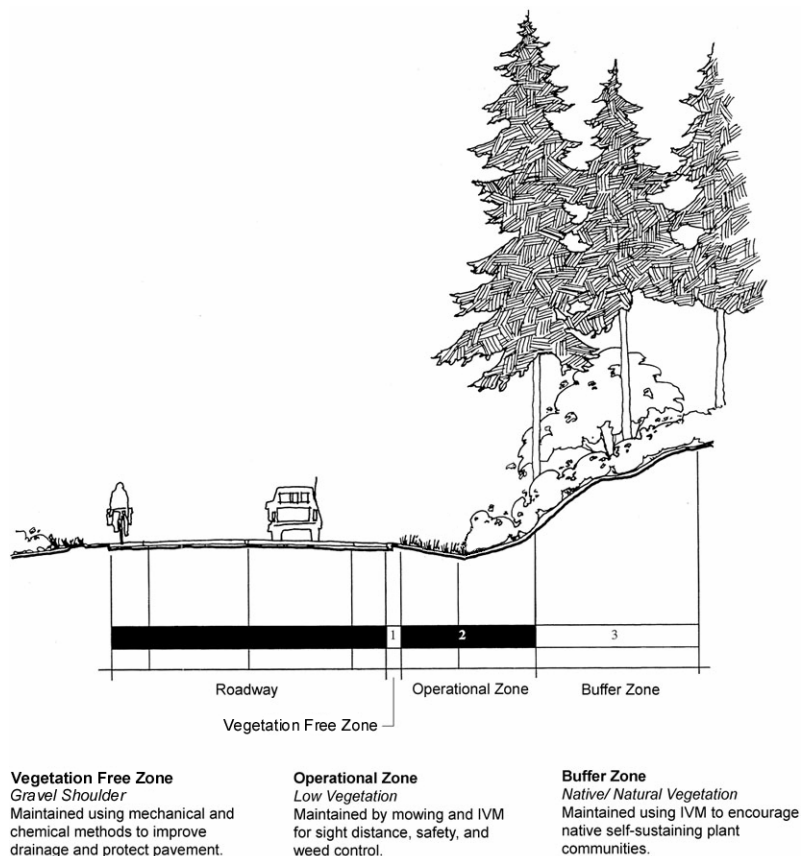 1
2
3
Roadway
Operational Zone
Buffer Zone
Vegetation Free Zone
Vegetation Free Zone
Gravel Shoulder
Maintained using mechanical and
chemical methods to improve
drainage and protect pavement.
Operational Zone
Low Vegetation
Maintained by mowing and IVM
for sight distance, safety, and
weed control.
Buffer Zone
Native/ Natural Vegetation
Maintained using IVM to encourage
native self-sustaining plant
communities.